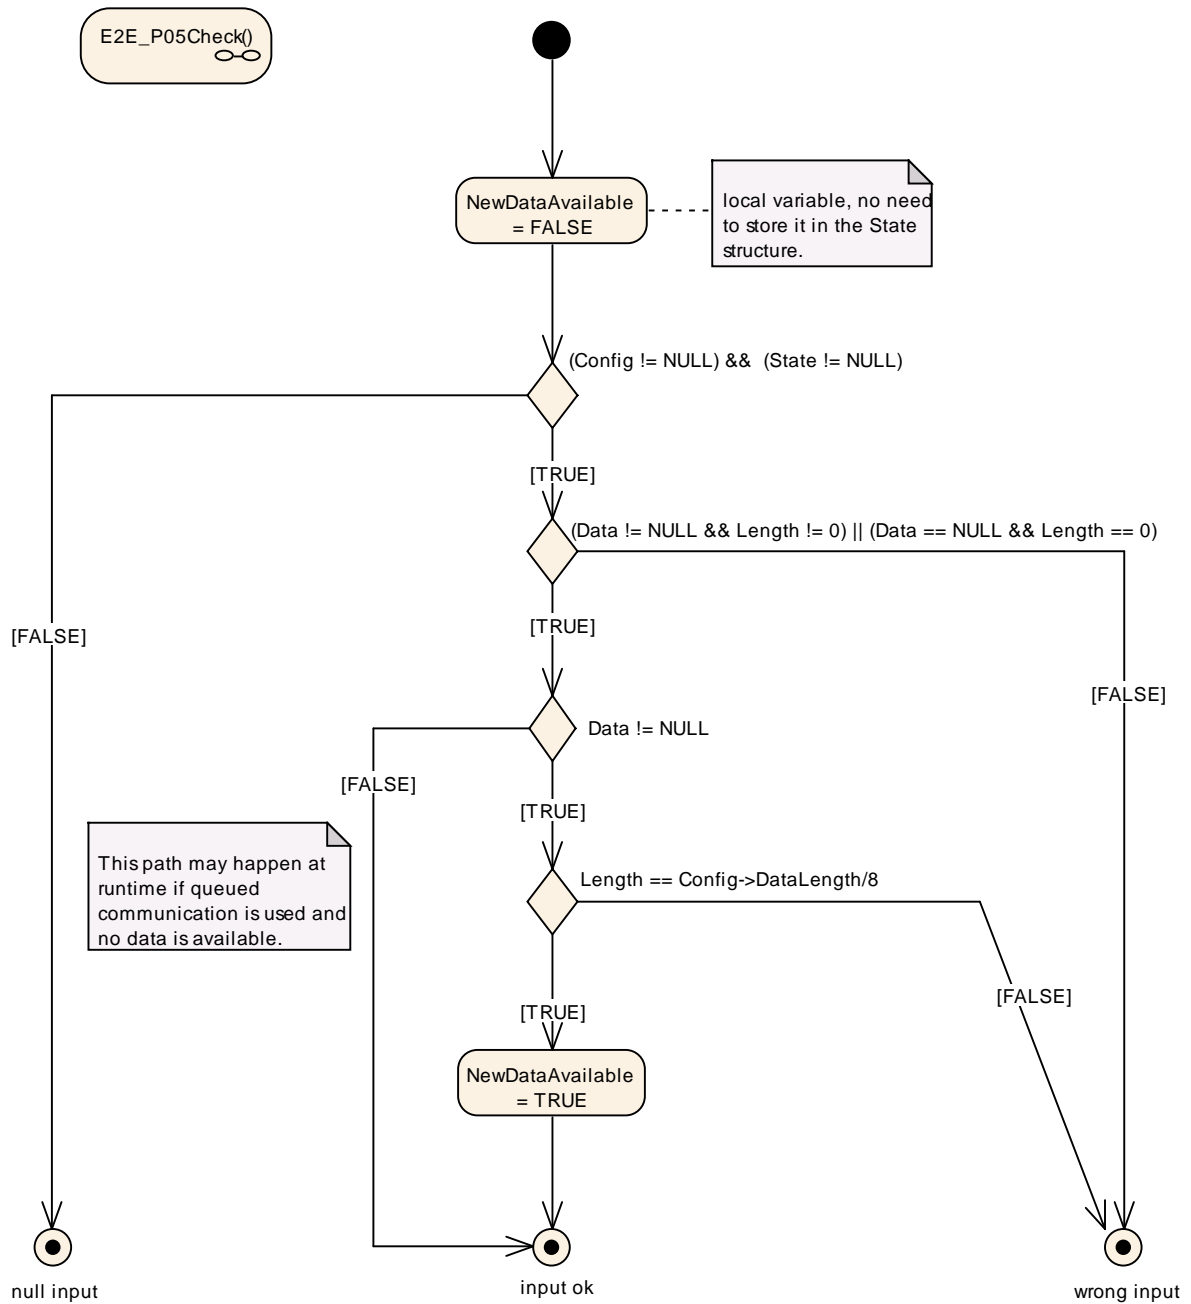 E2E_P05Check()
NewDataAvailable
= FALSE
local variable, no need
to store it in the State
structure.
(Config != NULL) && (State != NULL)
[TRUE]
(Data != NULL && Length != 0) || (Data == NULL && Length == 0)
[TRUE]
[FALSE]
[FALSE]
Data != NULL
[FALSE]
[TRUE]
This path may happen at
runtime if queued
communication is used and
no data is available.
Length == Config->DataLength/8
[FALSE]
[TRUE]
NewDataAvailable
= TRUE
null input
input ok
wrong input